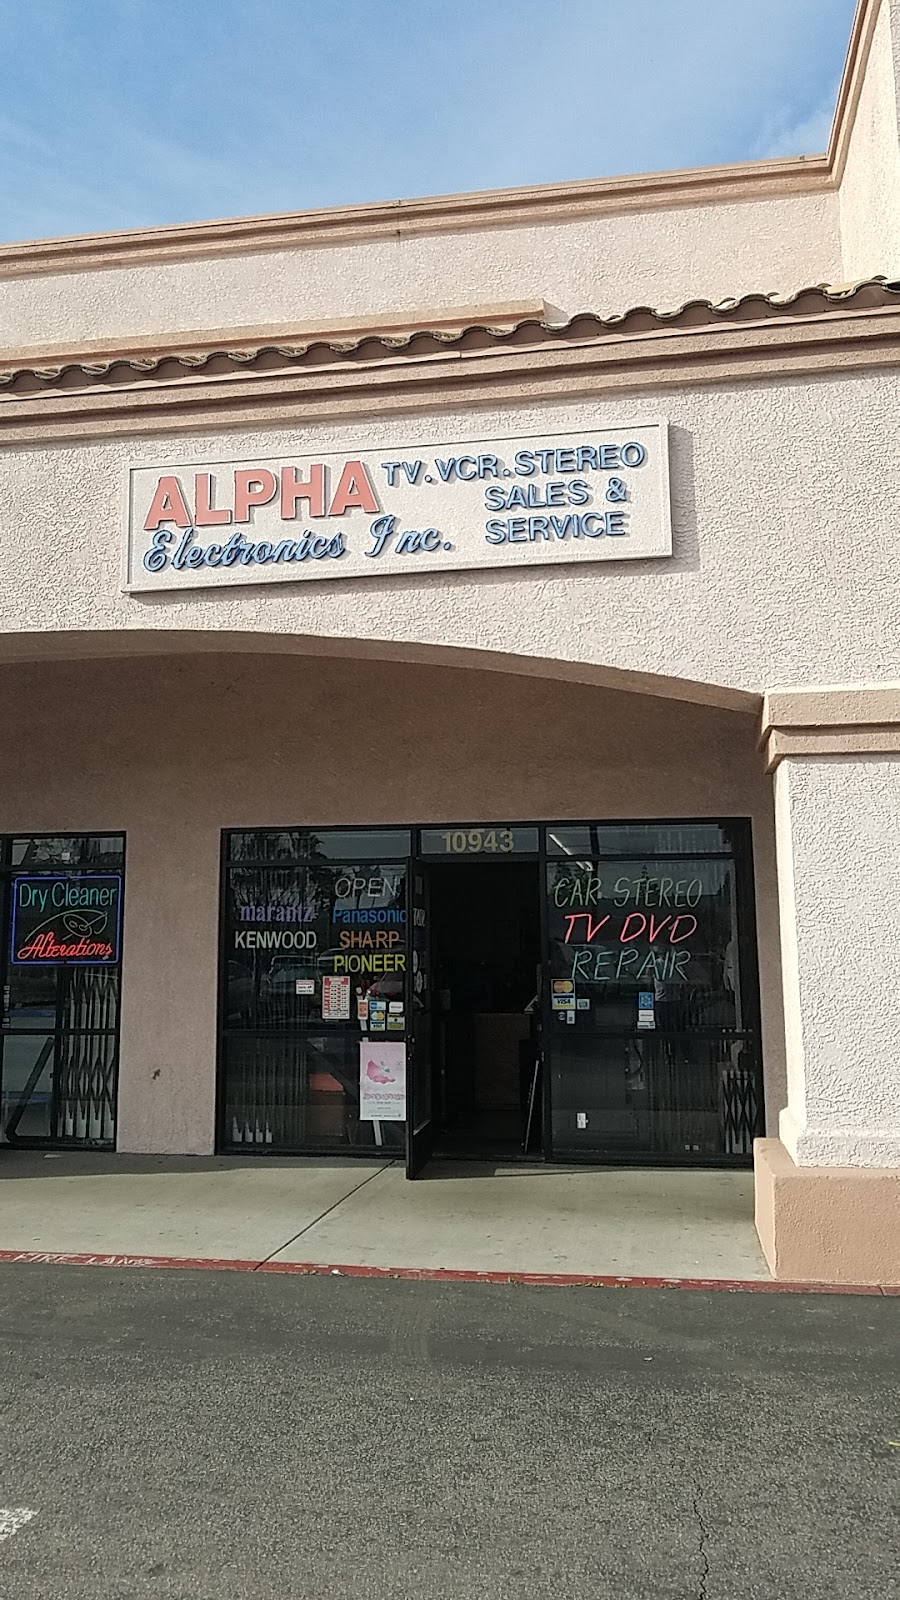 ALPHA
Electronics Inc.
TV.VCR.STEREO
SALES &
SERVICE
10943
Dry Cleaner
Alterations
OPEN
marantz
Panasonic
KENWOOD
SHARP
PIONEER
CAR STEREO
TV DVD
REPAIR
VISA
FIRE LANE